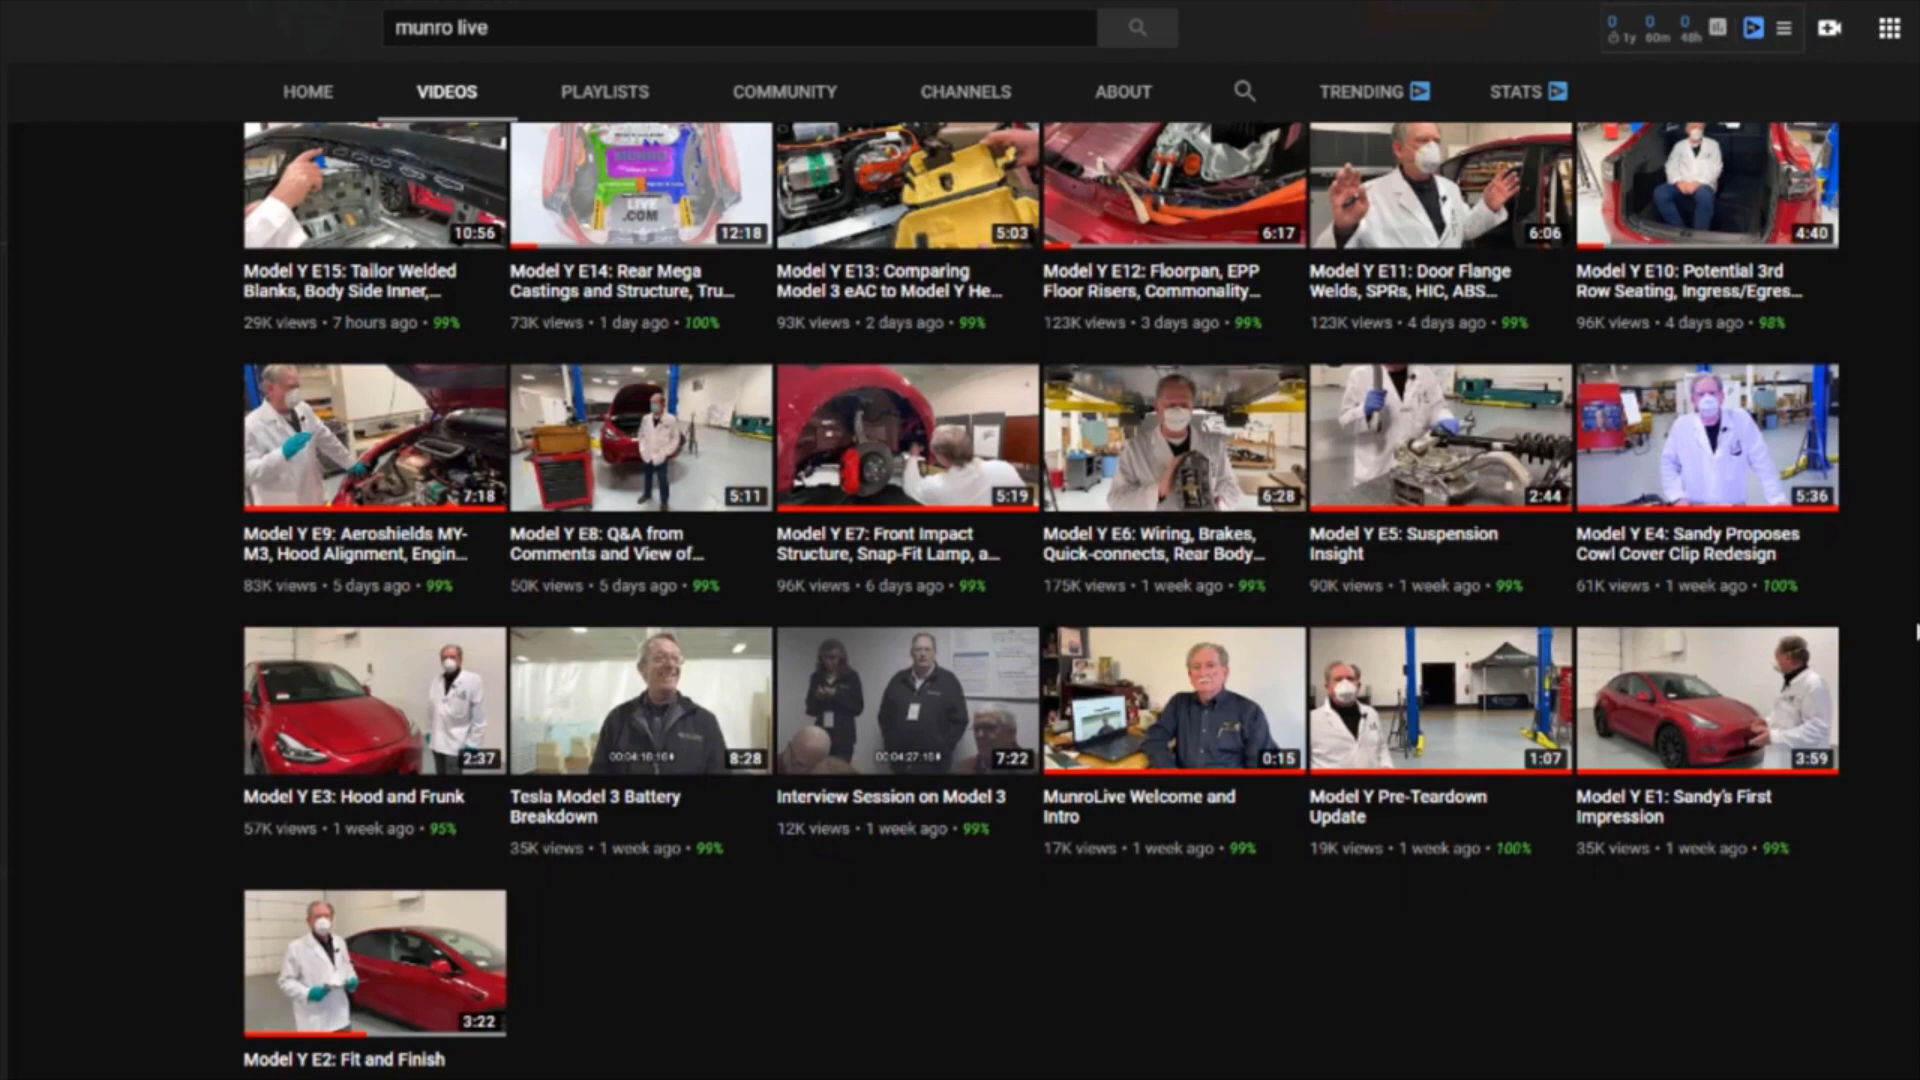 munro live
0 0 0
1y 60m 48h
HOME VIDEOS PLAYLISTS COMMUNITY CHANNELS ABOUT TRENDING STATS
LIVE
.COM
10:56 12:18 5:03 6:17 6:06 4:40
Model Y E15: Tailor Welded
Blanks, Body Side Inner,...
29K views • 7 hours ago • 99%
Model Y E14: Rear Mega
Castings and Structure, Tru...
73K views • 1 day ago • 100%
Model Y E13: Comparing
Model 3 eAC to Model Y He...
93K views • 2 days ago • 99%
Model Y E12: Floorpan, EPP
Floor Risers, Commonality...
123K views • 3 days ago • 99%
Model Y E11: Door Flange
Welds, SPRs, HIC, ABS...
123K views • 4 days ago • 99%
Model Y E10: Potential 3rd
Row Seating, Ingress/Egres...
96K views • 4 days ago • 98%
7:18 5:11 5:19 6:28 2:44 5:36
Model Y E9: Aeroshields MY-
M3, Hood Alignment, Engin...
83K views • 5 days ago • 99%
Model Y E8: Q&A from
Comments and View of...
50K views • 5 days ago • 99%
Model Y E7: Front Impact
Structure, Snap-Fit Lamp, a...
96K views • 6 days ago • 99%
Model Y E6: Wiring, Brakes,
Quick-connects, Rear Body...
175K views • 1 week ago • 99%
Model Y E5: Suspension
Insight
90K views • 1 week ago • 99%
Model Y E4: Sandy Proposes
Cowl Cover Clip Redesign
61K views • 1 week ago • 100%
2:37 8:28 7:22 0:15 1:07 3:59
Model Y E3: Hood and Frunk
57K views • 1 week ago • 95%
Tesla Model 3 Battery
Breakdown
35K views • 1 week ago • 99%
Interview Session on Model 3
12K views • 1 week ago • 99%
MunroLive Welcome and
Intro
17K views • 1 week ago • 99%
Model Y Pre-Teardown
Update
19K views • 1 week ago • 100%
Model Y E1: Sandy's First
Impression
35K views • 1 week ago • 99%
3:22
Model Y E2: Fit and Finish